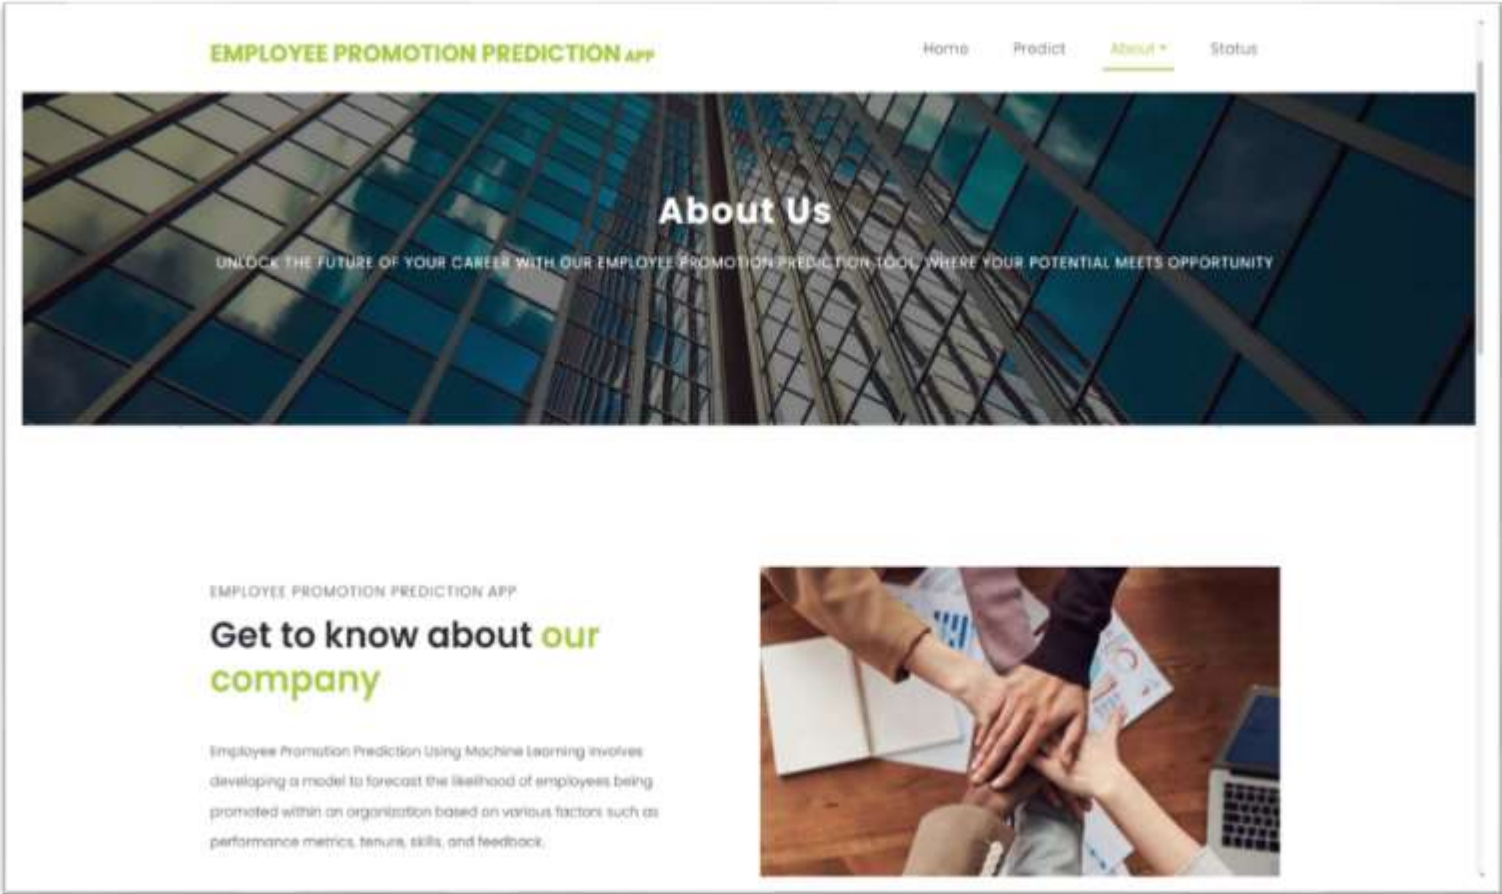 EMPLOYEE PROMOTION PREDICTION APP
Home Predict About Status
About Us
UNLOCK THE FUTURE OF YOUR CAREER WITH OUR EMPLOYEE PROMOTION PREDICTION TOOL, WHERE YOUR POTENTIAL MEETS OPPORTUNITY
EMPLOYEE PROMOTION PREDICTION APP
Get to know about our
company
Employee Promotion Prediction Using Machine Learning involves
developing a model to forecast the likelihood of employees being
promoted within an organization based on various factors such as
performance metrics, tenure, skills, and feedback.